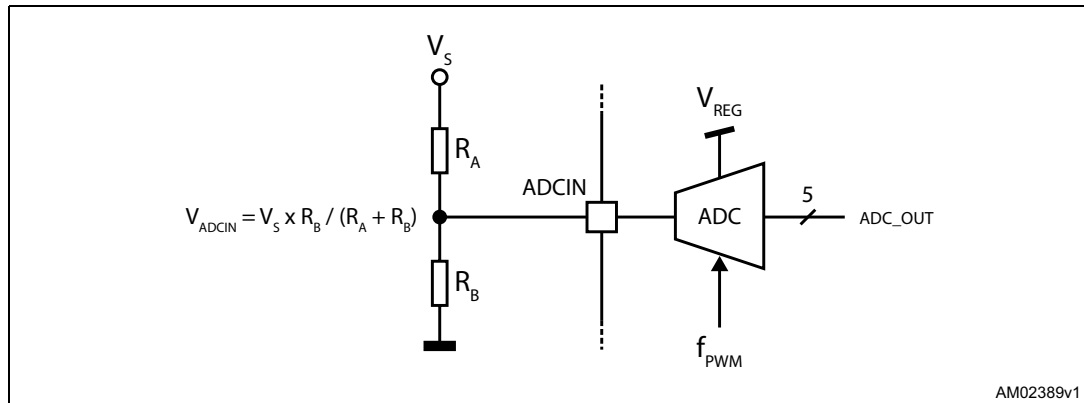 V_S
V_REG
R_A
ADCIN
5
V_ADCIN = V_S x R_B / (R_A + R_B)
ADC
ADC_OUT
R_B
f_PWM
AM02389v1